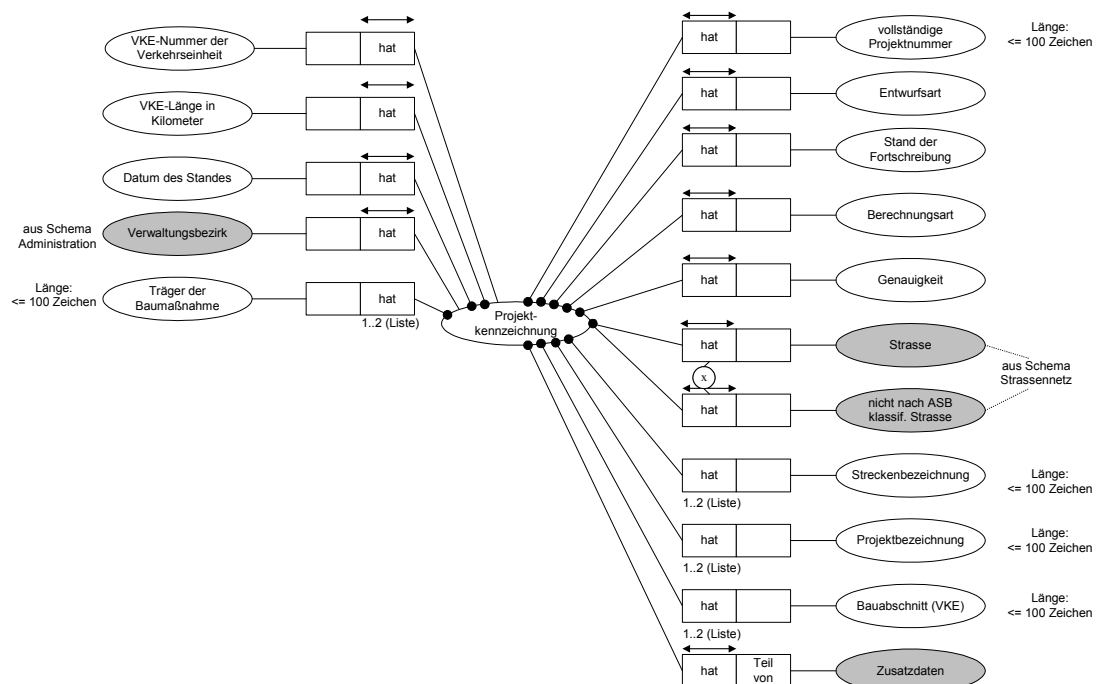 VKE-Nummer der
Verkehrseinheit
hat
VKE-Länge in
Kilometer
hat
Datum des Standes
hat
aus Schema
Administration
Verwaltungsbezirk
hat
Länge:
<= 100 Zeichen
Träger der
Baumaßnahme
hat
1..2 (Liste)
Projekt-
kennzeichnung
hat
vollständige
Projektnummer
Länge:
<= 100 Zeichen
hat
Entwurfsart
hat
Stand der
Fortschreibung
hat
Berechnungsart
hat
Genauigkeit
hat
Strasse
x
aus Schema
Strassennetz
hat
nicht nach ASB
klassif. Strasse
hat
Streckenbezeichnung
Länge:
<= 100 Zeichen
1..2 (Liste)
hat
Projektbezeichnung
Länge:
<= 100 Zeichen
1..2 (Liste)
hat
Bauabschnitt (VKE)
Länge:
<= 100 Zeichen
1..2 (Liste)
hat
Teil
von
Zusatzdaten